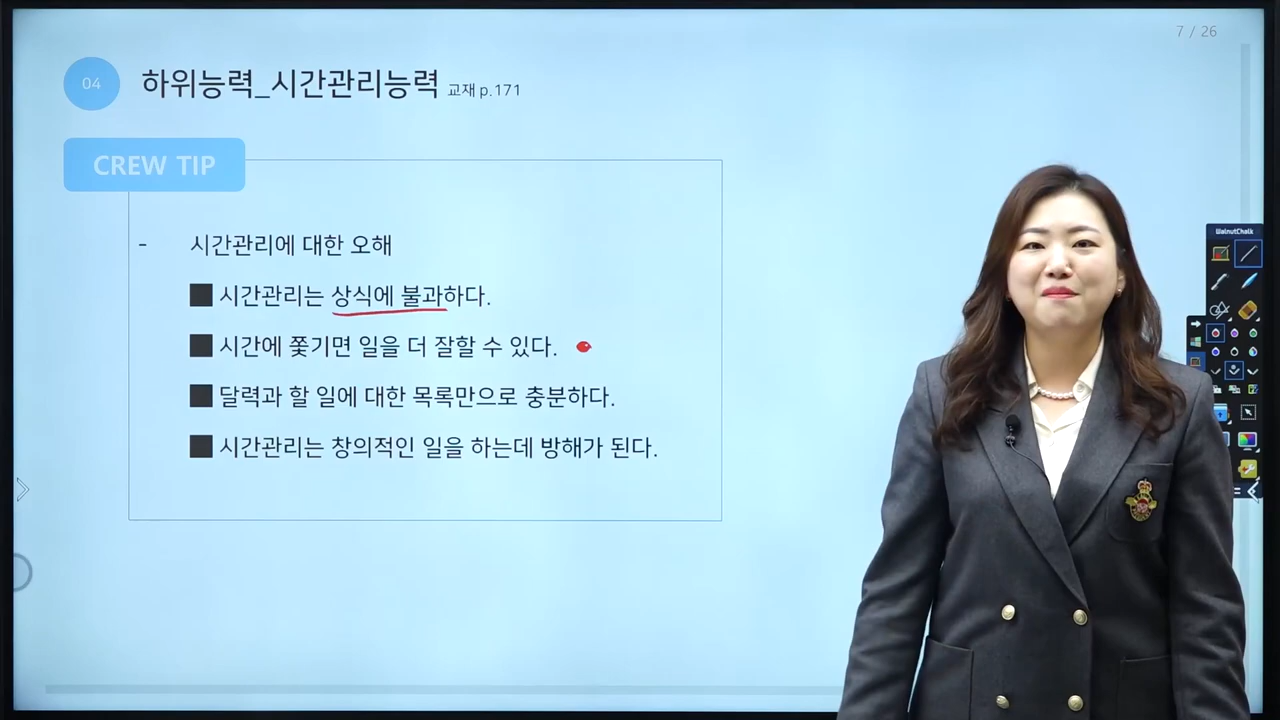 7 / 26
04
하위능력_시간관리능력 교재 p.171
CREW TIP
- 시간관리에 대한 오해
시간관리는 상식에 불과하다.
시간에 쫓기면 일을 더 잘할 수 있다.
달력과 할 일에 대한 목록만으로 충분하다.
시간관리는 창의적인 일을 하는데 방해가 된다.
WalnutChalk